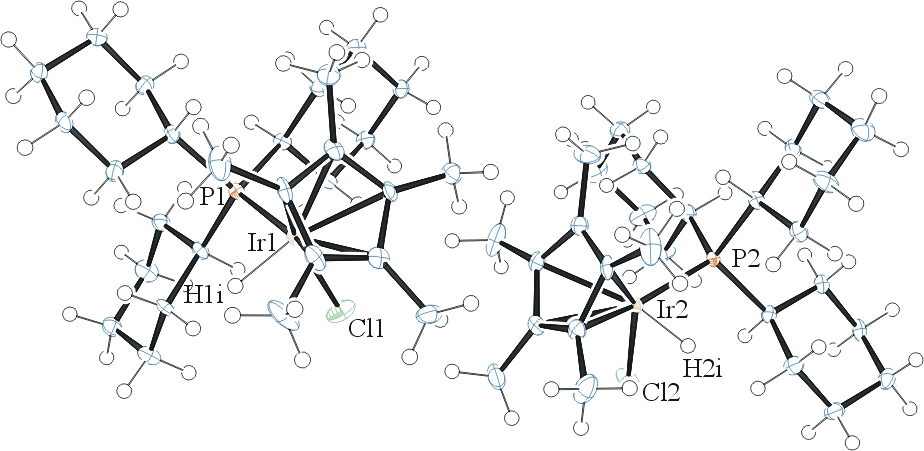 P1
Ir1
H1i
Cl1
P2
Ir2
H2i
Cl2